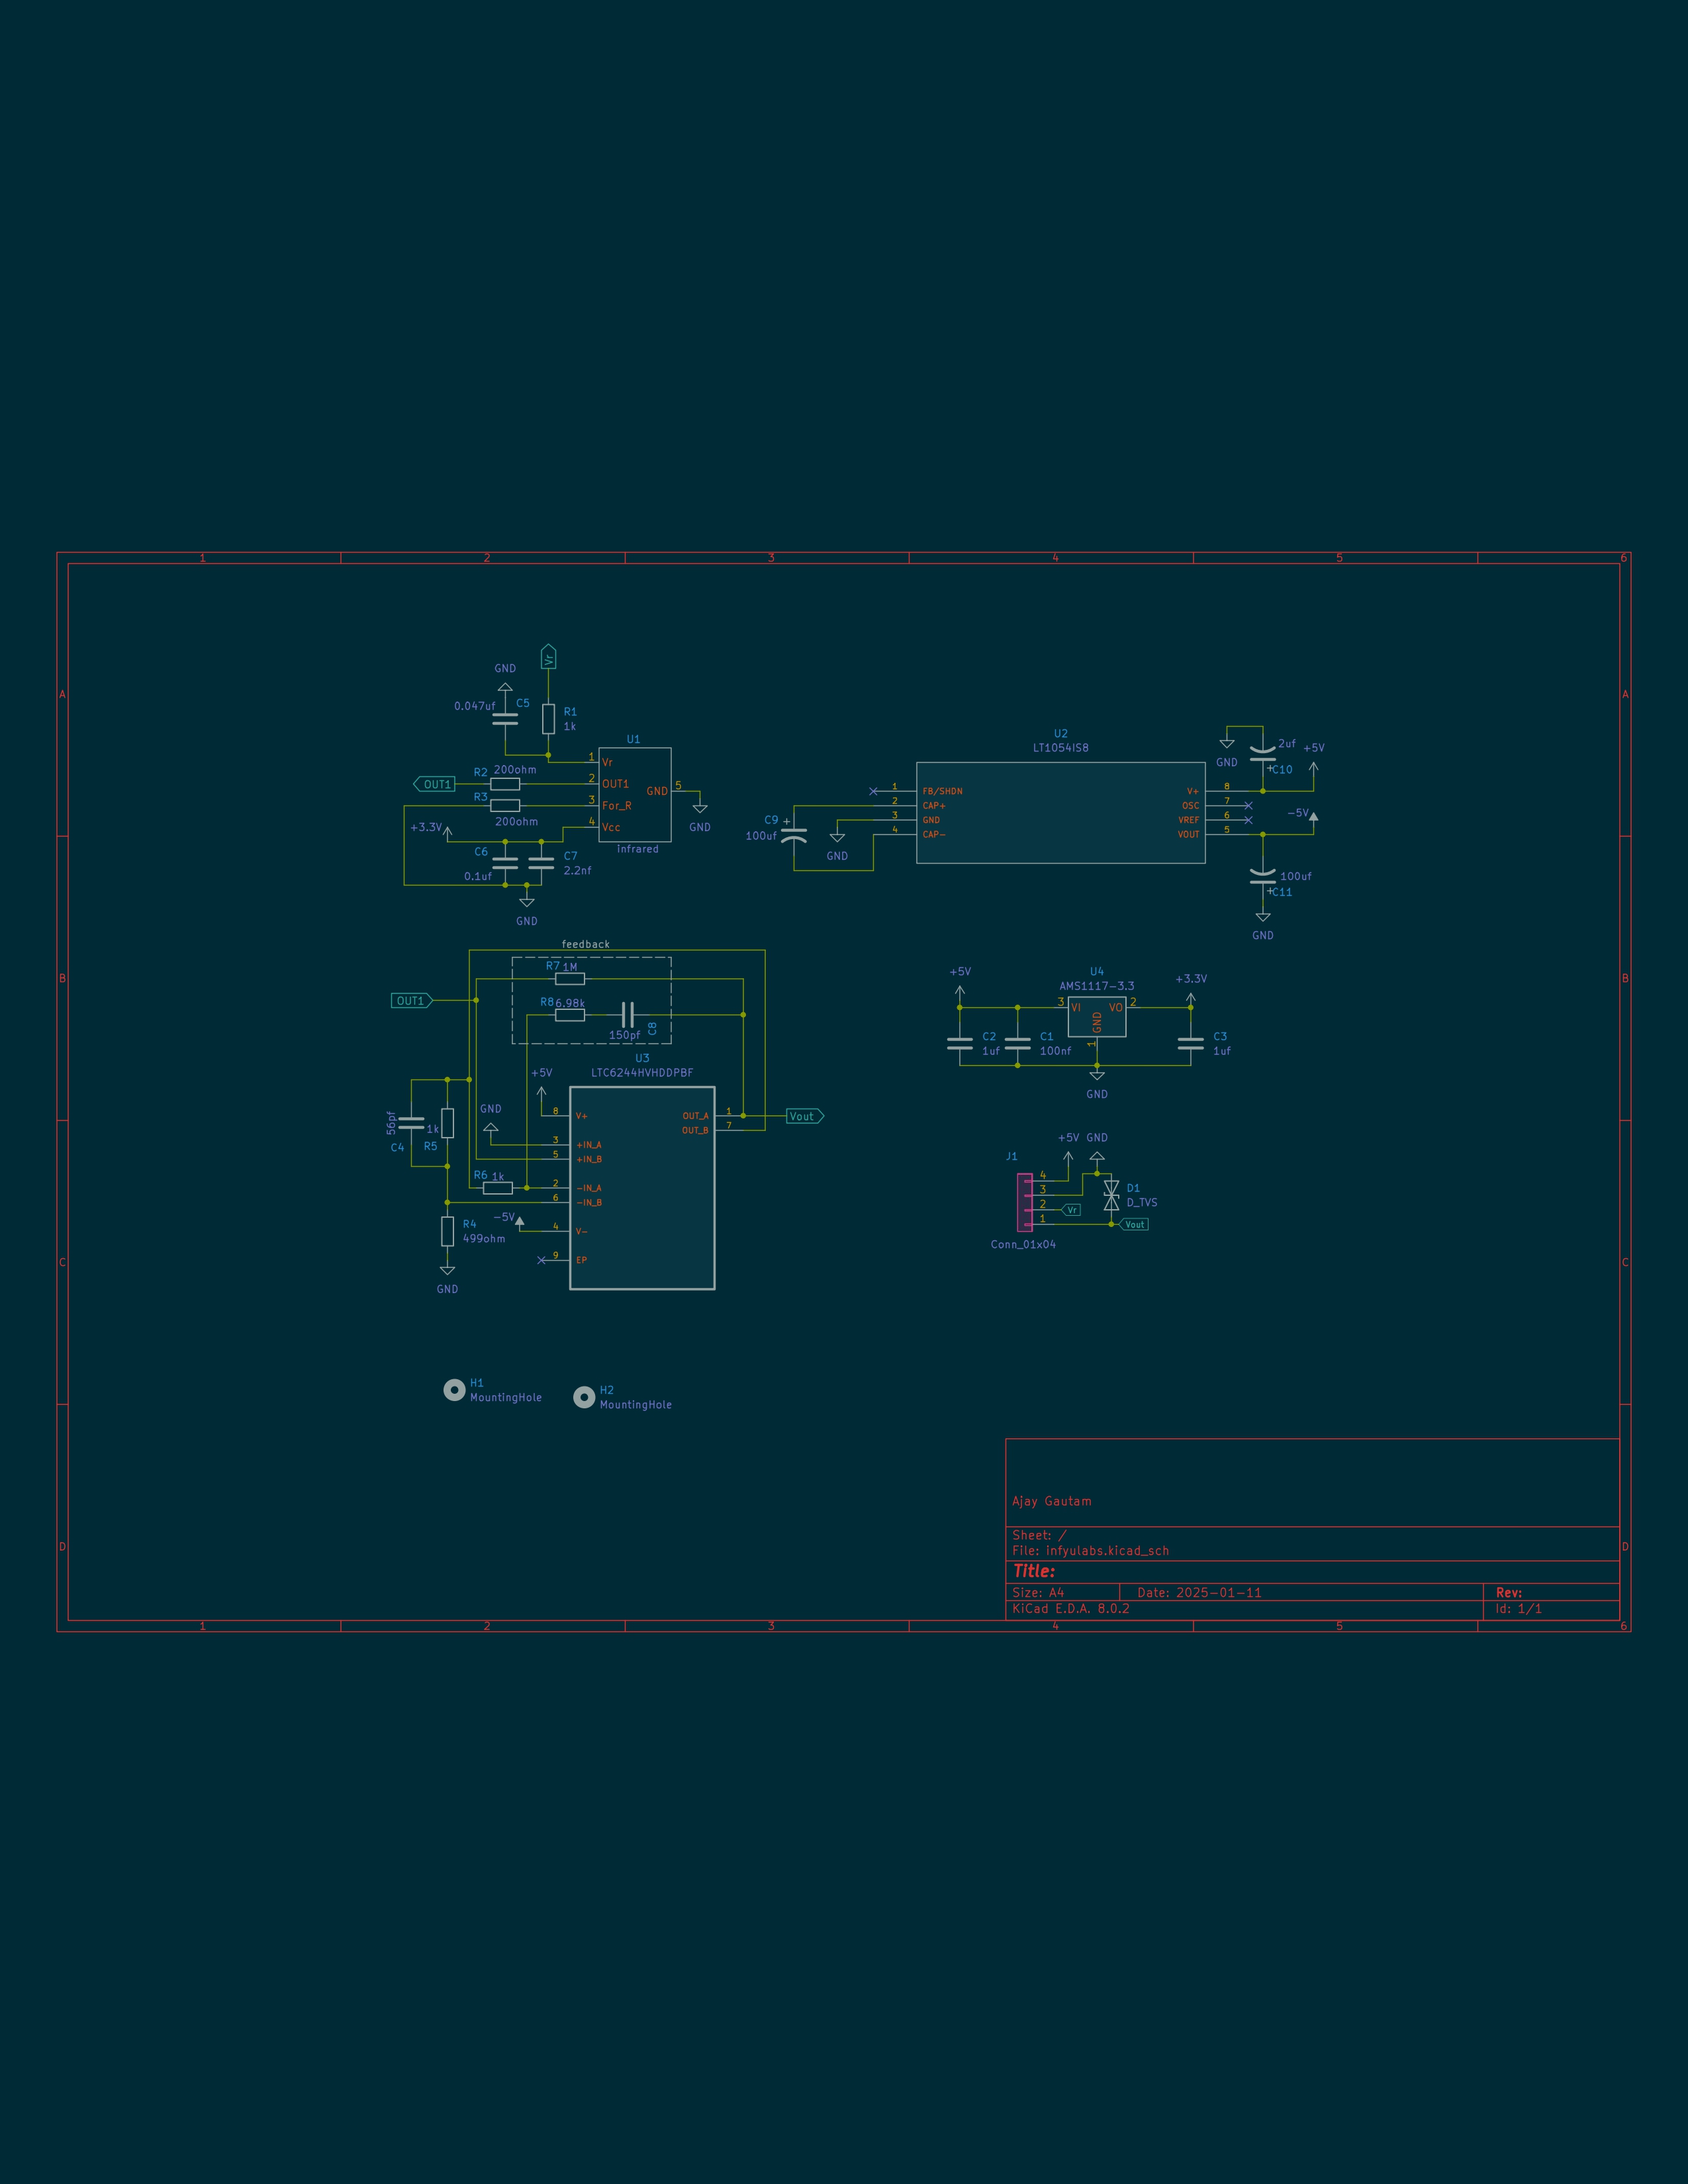 1 2 3 4 5 6
A
A
B
B
C
C
D
D
Vr
GND
C5
0.047uf
R1
1k
U1
1 Vr
2 OUT1
3 For_R
4 Vcc
GND 5
GND
infrared
OUT1
R2 200ohm
R3
200ohm
+3.3V
C6
0.1uf
C7
2.2nf
GND
U2
LT1054IS8
1 FB/SHDN
2 CAP+
3 GND
4 CAP-
V+ 8
OSC 7
VREF 6
VOUT 5
C9 +
100uf
GND
GND
2uf
+C10
+5V
-5V
100uf
+C11
GND
feedback
R7 1M
R8 6.98k
150pf
C8
OUT1
U3
LTC6244HVHDDPBF
+5V
GND
8 V+
3 +IN_A
5 +IN_B
2 -IN_A
6 -IN_B
4 V-
9 EP
OUT_A 1
OUT_B 7
Vout
56pf
C4
1k
R5
R6 1k
-5V
R4
499ohm
GND
+5V
U4
AMS1117-3.3
3 VI
VO 2
GND
1
+3.3V
C2
1uf
C1
100nf
C3
1uf
GND
J1
+5V GND
4
3
2
1
Vr
Vout
D1
D_TVS
Conn_01x04
H1
MountingHole
H2
MountingHole
Ajay Gautam
Sheet: /
File: infyulabs.kicad_sch
Title:
Size: A4 Date: 2025-01-11 Rev:
KiCad E.D.A. 8.0.2 Id: 1/1
1 2 3 4 5 6